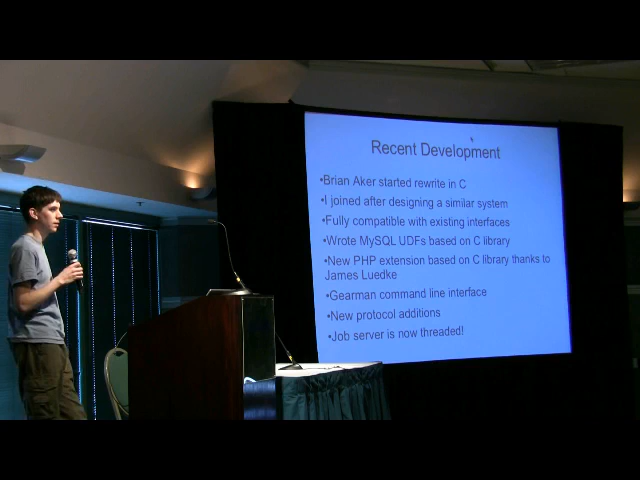 Recent Development
•Brian Aker started rewrite in C
•I joined after designing a similar system
•Fully compatible with existing interfaces
•Wrote MySQL UDFs based on C library
•New PHP extension based on C library thanks to
James Luedke
•Gearman command line interface
•New protocol additions
•Job server is now threaded!